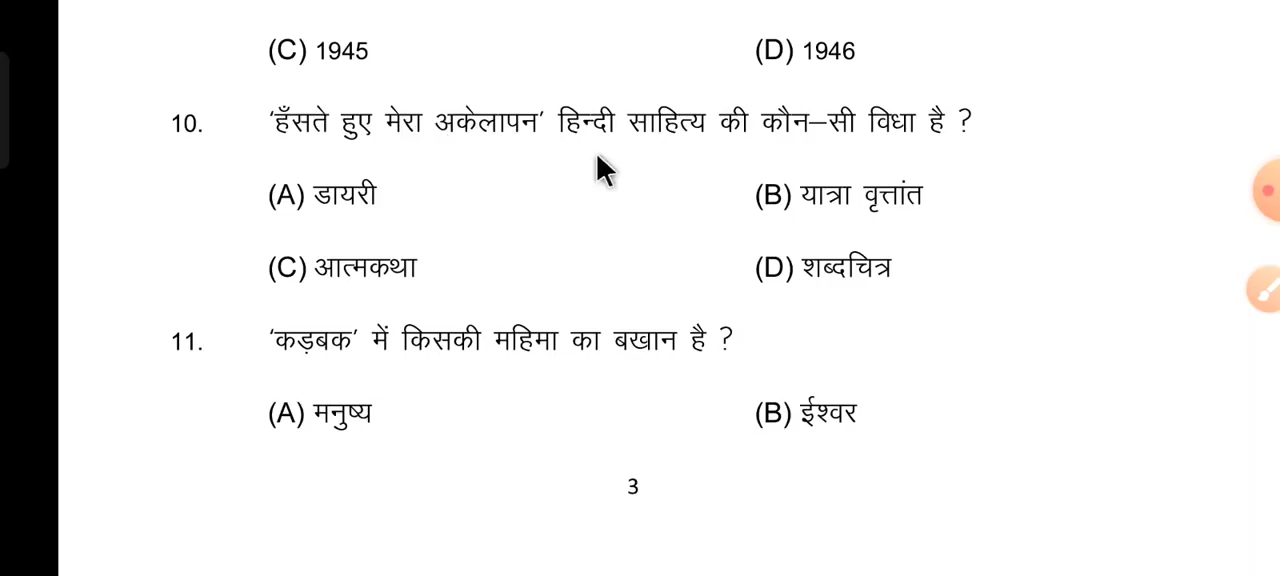 (C) 1945 (D) 1946
10. 'हँसते हुए मेरा अकेलापन' हिन्दी साहित्य की कौन–सी विधा है ?
(A) डायरी (B) यात्रा वृत्तांत
(C) आत्मकथा (D) शब्दचित्र
11. 'कड़बक' में किसकी महिमा का बखान है ?
(A) मनुष्य (B) ईश्वर
3